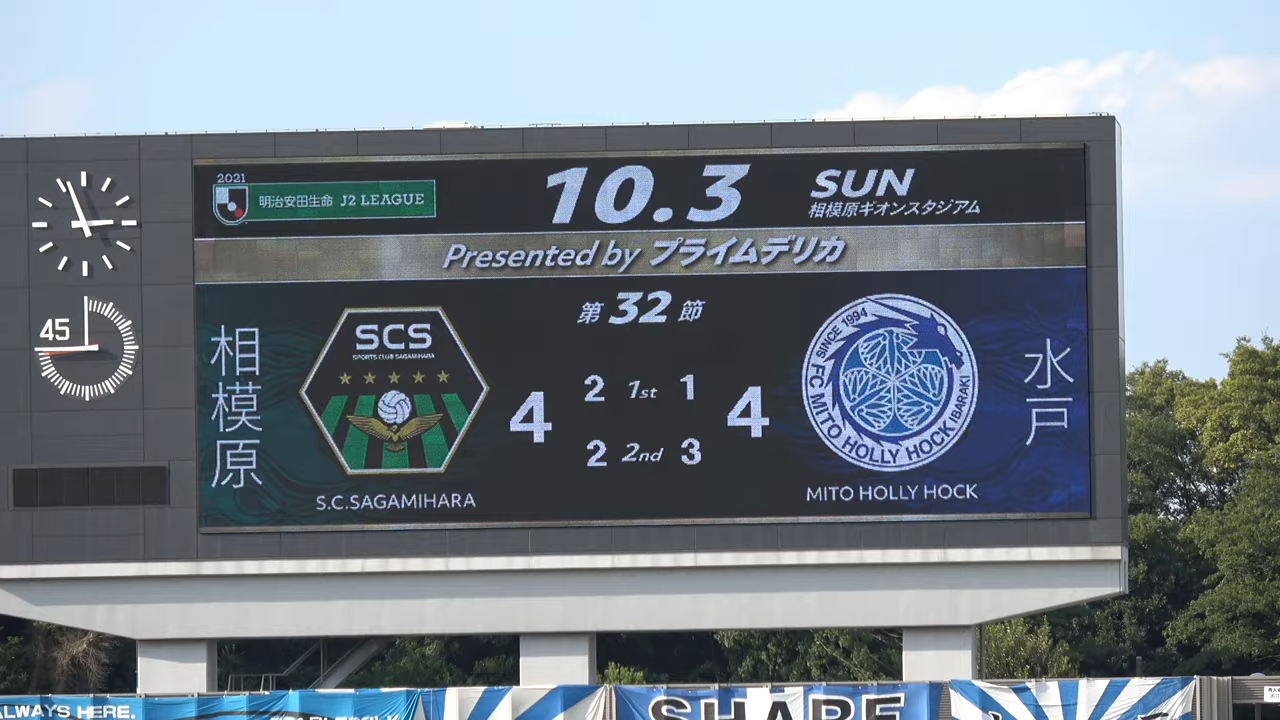 2021
明治安田生命 J2 LEAGUE
10.3
SUN
相模原ギオンスタジアム
Presented by プライムデリカ
第32節
45
相模原
SCS
SPORTS CLUB SAGAMIHARA
S.C.SAGAMIHARA
4
2 1st 1
2 2nd 3
4
SINCE 1994
FC MITO HOLLY HOCK IBARAKI
MITO HOLLY HOCK
水戸
ALWAYS HERE.
SHARE